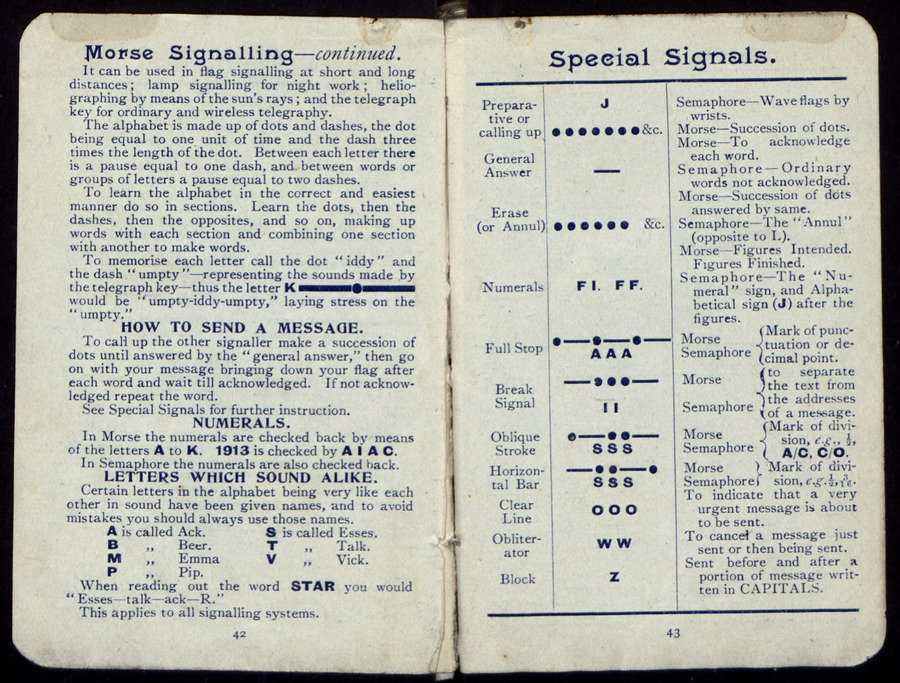 Morse Signalling—continued.
It can be used in flag signalling at short and long
distances; lamp signalling for night work; helio-
graphing by means of the sun's rays; and the telegraph
key for ordinary and wireless telegraphy.
The alphabet is made up of dots and dashes, the dot
being equal to one unit of time and the dash three
times the length of the dot. Between each letter there
is a pause equal to one dash, and between words or
groups of letters a pause equal to two dashes.
To learn the alphabet in the correct and easiest
manner do so in sections. Learn the dots, then the
dashes, then the opposites, and so on, making up
words with each section and combining one section
with another to make words.
To memorise each letter call the dot "iddy" and
the dash "umpty"—representing the sounds made by
the telegraph key—thus the letter K ▬●▬
would be "umpty-iddy-umpty," laying stress on the
"umpty."
HOW TO SEND A MESSAGE.
To call up the other signaller make a succession of
dots until answered by the "general answer," then go
on with your message bringing down your flag after
each word and wait till acknowledged. If not acknow-
ledged repeat the word.
See Special Signals for further instruction.
NUMERALS.
In Morse the numerals are checked back by means
of the letters A to K. 1913 is checked by A I A C.
In Semaphore the numerals are also checked back.
LETTERS WHICH SOUND ALIKE.
Certain letters in the alphabet being very like each
other in sound have been given names, and to avoid
mistakes you should always use those names.
A is called Ack. S is called Esses.
B ,, Beer. T ,, Talk.
M ,, Emma V ,, Vick.
P ,, Pip.
When reading out the word STAR you would
"Esses—talk—ack—R."
This applies to all signalling systems.
42
Special Signals.
Prepara-
tive or
calling up
J
●●●●●●●&c.
Semaphore—Wave flags by
wrists.
Morse—Succession of dots.
General
Answer
—
Morse—To acknowledge
each word.
Semaphore—Ordinary
words not acknowledged.
Erase
(or Annul)
●●●●●● &c.
Morse—Succession of dots
answered by same.
Semaphore—The "Annul"
(opposite to L).
Numerals
FI. FF.
Morse—Figures Intended.
Figures Finished.
Semaphore—The "Nu-
meral" sign, and Alpha-
betical sign (J) after the
figures.
Full Stop
●—●—●—
A A A
Morse
Semaphore
Mark of punc-
tuation or de-
cimal point.
Break
Signal
—●●●—
I I
Morse
Semaphore
to separate
the text from
the addresses
of a message.
Oblique
Stroke
●—●●—
S S S
Morse
Semaphore
Mark of divi-
sion, e.g., ½,
A/C, C/O.
Horizon-
tal Bar
—●●—●
S S S
Morse
Semaphore
Mark of divi-
sion, e.g.
Clear
Line
O O O
To indicate that a very
urgent message is about
to be sent.
Obliter-
ator
W W
To cancel a message just
sent or then being sent.
Block
Z
Sent before and after a
portion of message writ-
ten in CAPITALS.
43